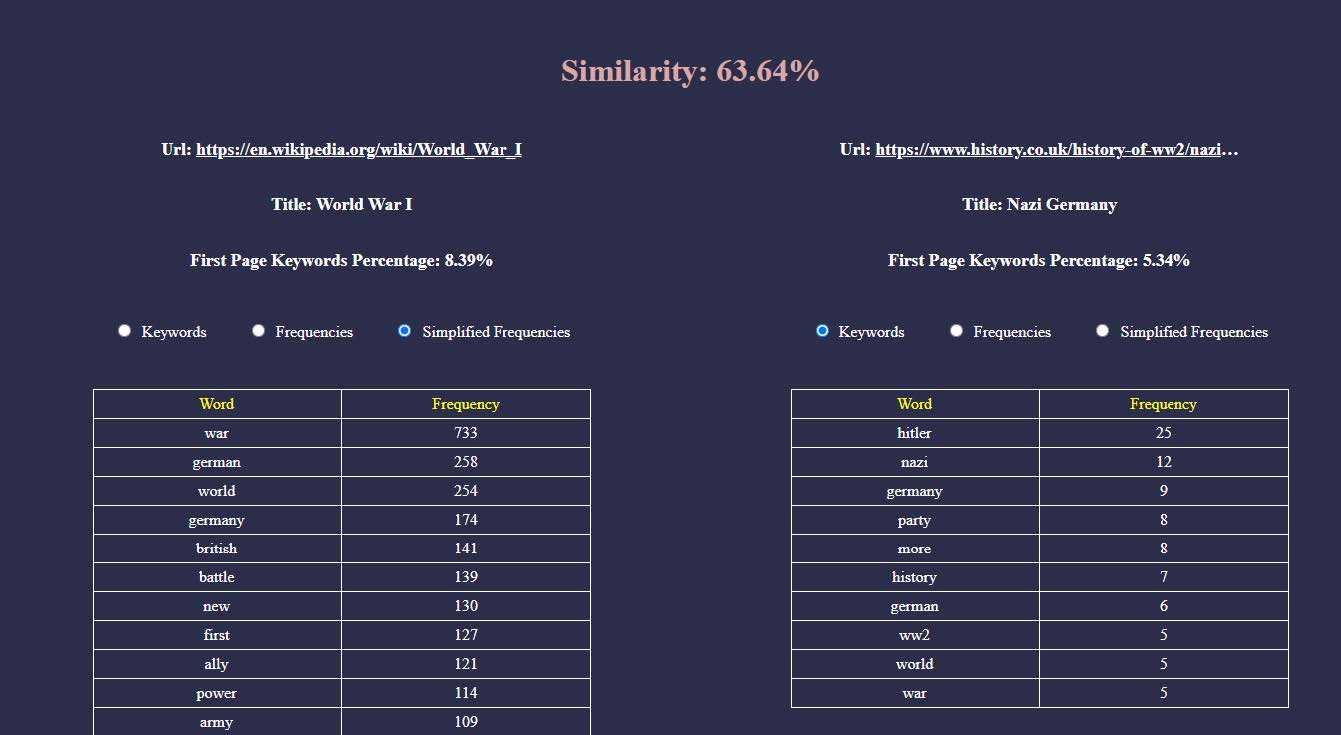 Similarity: 63.64%
Url: https://en.wikipedia.org/wiki/World_War_I
Title: World War I
First Page Keywords Percentage: 8.39%
Keywords Frequencies Simplified Frequencies
Word Frequency
war 733
german 258
world 254
germany 174
british 141
battle 139
new 130
first 127
ally 121
power 114
army 109
Url: https://www.history.co.uk/history-of-ww2/nazi…
Title: Nazi Germany
First Page Keywords Percentage: 5.34%
Keywords Frequencies Simplified Frequencies
Word Frequency
hitler 25
nazi 12
germany 9
party 8
more 8
history 7
german 6
ww2 5
world 5
war 5